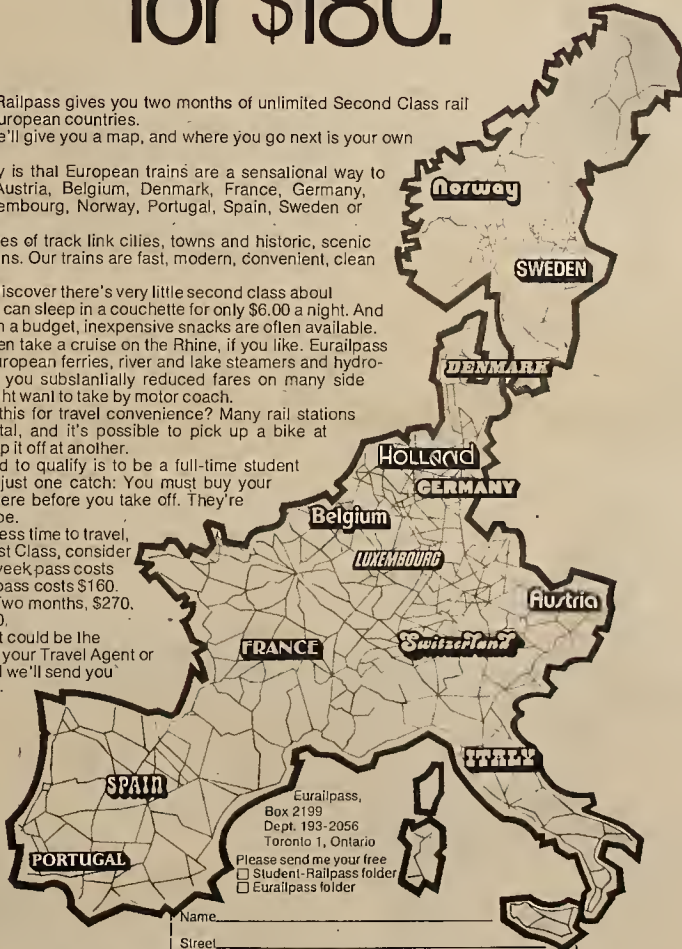 for $180.
Railpass gives you two months of unlimited Second Class rail
European countries.
e'll give you a map, and where you go next is your own
y is that European trains are a sensational way to
Austria, Belgium, Denmark, France, Germany,
embourg, Norway, Portugal, Spain, Sweden or
es of track link cities, towns and historic, scenic
ns. Our trains are fast, modern, convenient, clean
iscover there's very little second class about
can sleep in a couchette for only $6.00 a night. And
n a budget, inexpensive snacks are often available.
en take a cruise on the Rhine, if you like. Eurailpass
uropean ferries, river and lake steamers and hydro-
you substantially reduced fares on many side
ht want to take by motor coach.
this for travel convenience? Many rail stations
tal, and it's possible to pick up a bike at
p it off at another.
d to qualify is to be a full-time student
just one catch: You must buy your
ere before you take off. They're
pe.
ess time to travel,
st Class, consider
week pass costs
pass costs $160.
Two months, $270.
0.
t could be the
your Travel Agent or
d we'll send you
Norway
SWEDEN
DENMARK
HOLLAND
GERMANY
Belgium
LUXEMBOURG
Austria
FRANCE
Switzerland
ITALY
SPAIN
PORTUGAL
Eurailpass,
Box 2199
Dept. 193-2056
Toronto 1, Ontario
Please send me your free
☐ Student-Railpass folder
☐ Eurailpass folder
Name
Street